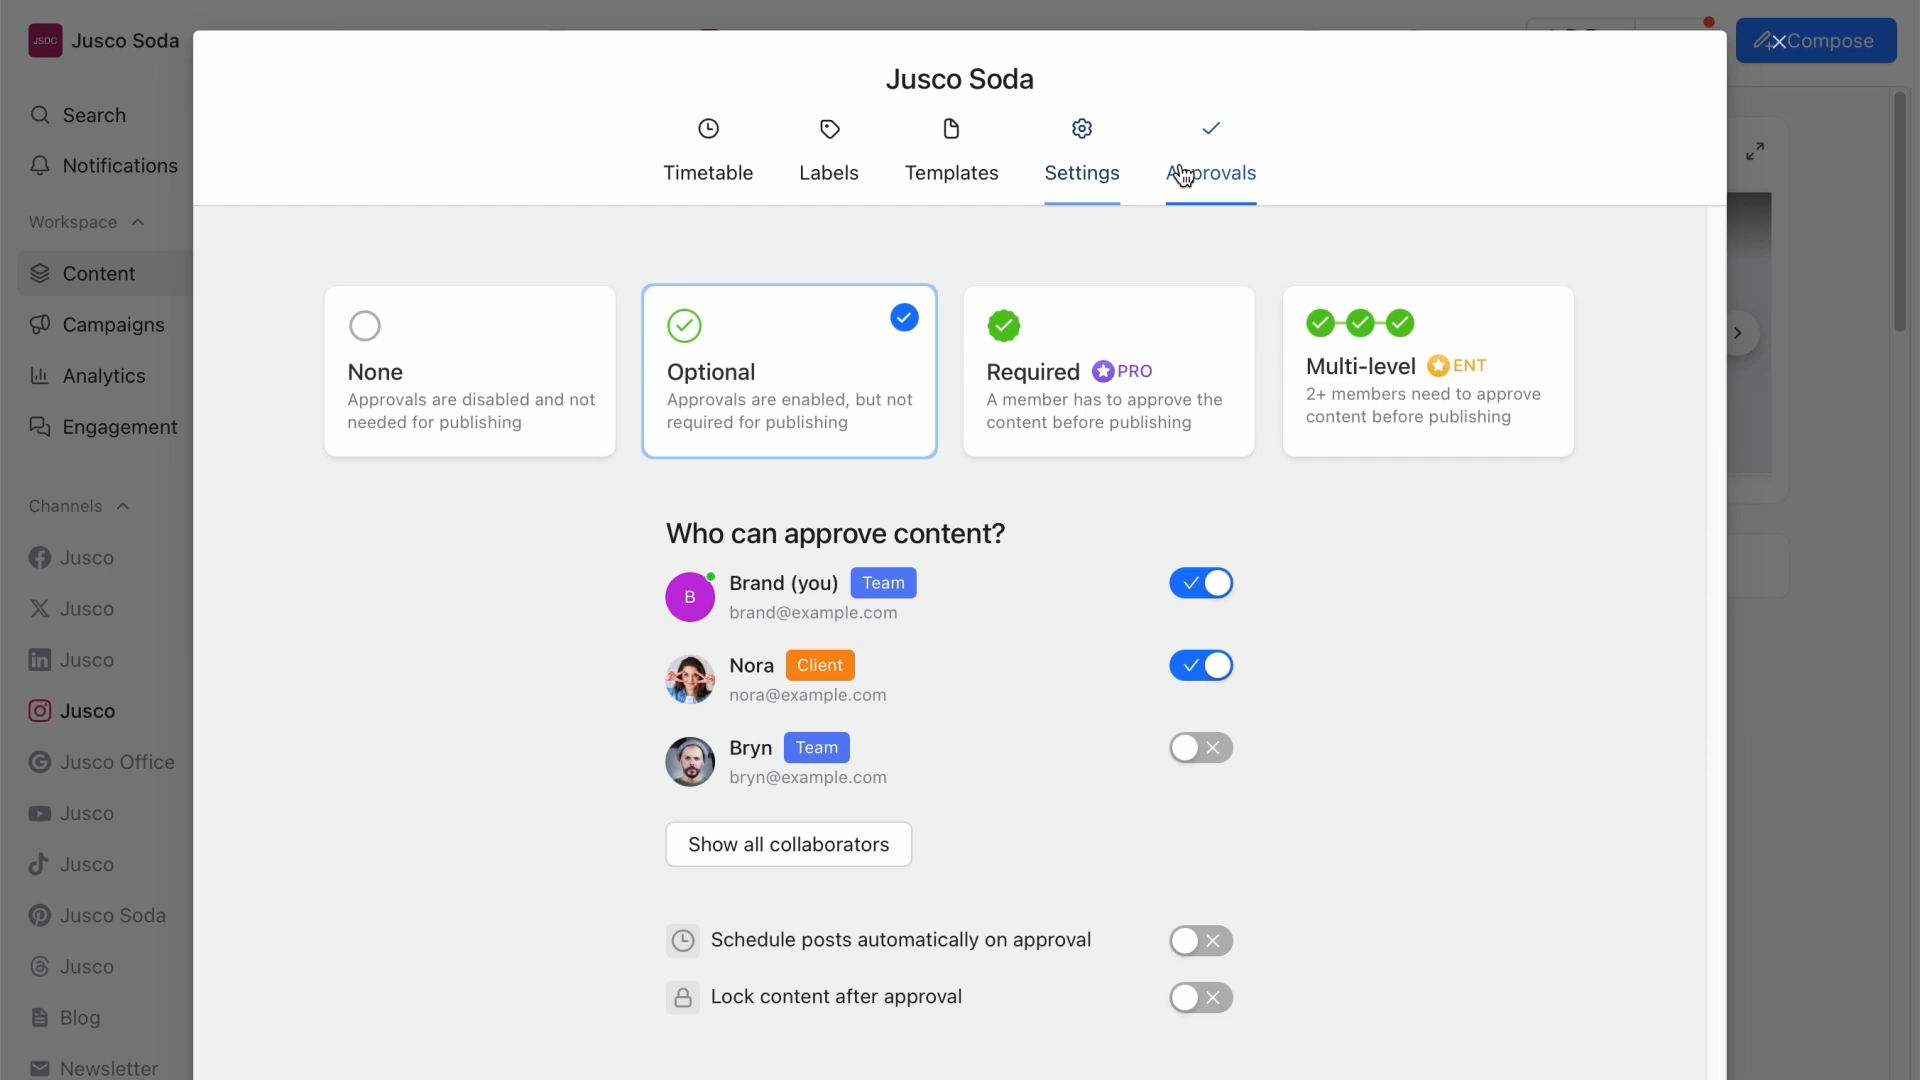 JSDC Jusco Soda
Search
Notifications
Workspace
Content
Campaigns
Analytics
Engagement
Channels
Jusco
Jusco
Jusco
Jusco
Jusco Office
Jusco
Jusco
Jusco Soda
Jusco
Blog
Newsletter
Compose
Jusco Soda
Timetable
Labels
Templates
Settings
Approvals
None
Approvals are disabled and not
needed for publishing
Optional
Approvals are enabled, but not
required for publishing
Required PRO
A member has to approve the
content before publishing
Multi-level ENT
2+ members need to approve
content before publishing
Who can approve content?
B
Brand (you) Team
brand@example.com
Nora Client
nora@example.com
Bryn Team
bryn@example.com
Show all collaborators
Schedule posts automatically on approval
Lock content after approval